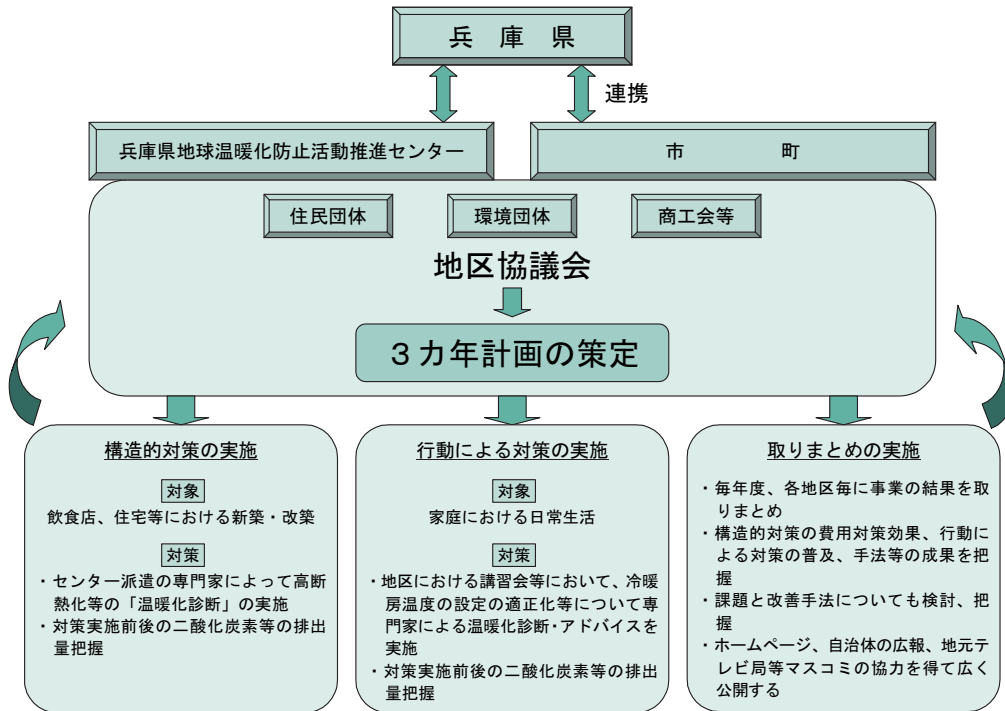 兵　庫　県
連携
兵庫県地球温暖化防止活動推進センター
市　　　町
住民団体
環境団体
商工会等
地区協議会
３カ年計画の策定
構造的対策の実施
対象
飲食店、住宅等における新築・改築
対策
・センター派遣の専門家によって高断
熱化等の「温暖化診断」の実施
・対策実施前後の二酸化炭素等の排出
量把握
行動による対策の実施
対象
家庭における日常生活
対策
・地区における講習会等において、冷暖
房温度の設定の適正化等について専
門家による温暖化診断・アドバイスを
実施
・対策実施前後の二酸化炭素等の排出
量把握
取りまとめの実施
・毎年度、各地区毎に事業の結果を取
りまとめ
・構造的対策の費用対策効果、行動に
よる対策の普及、手法等の成果を把
握
・課題と改善手法についても検討、把
握
・ホームページ、自治体の広報、地元テ
レビ局等マスコミの協力を得て広く
公開する